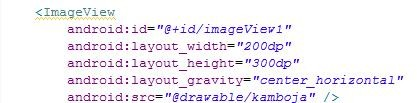 <ImageView
android:id="@+id/imageView1"
android:layout_width="200dp"
android:layout_height="300dp"
android:layout_gravity="center_horizontal"
android:src="@drawable/kamboja" />